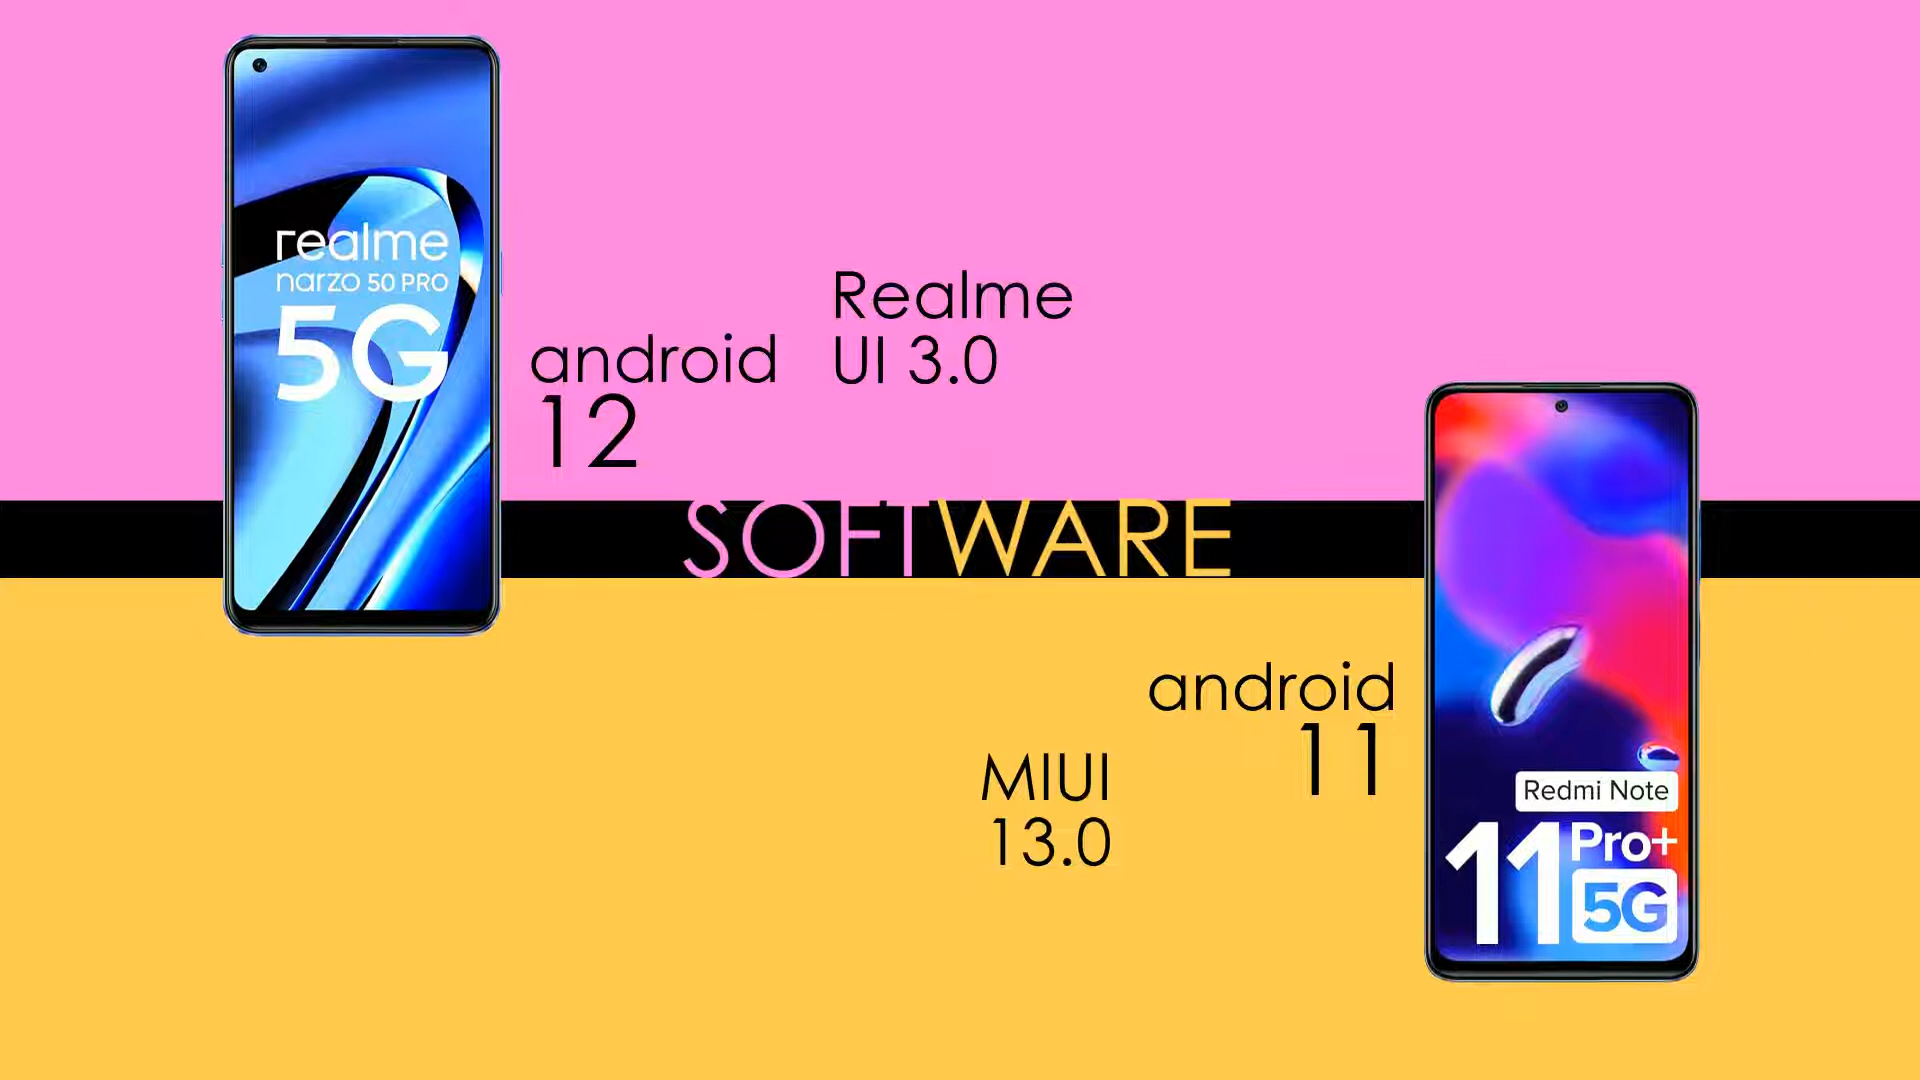 realme
narzo 50 PRO
5G
android
12
Realme
UI 3.0
SOFTWARE
android
11
MIUI
13.0
Redmi Note
11 Pro+
5G